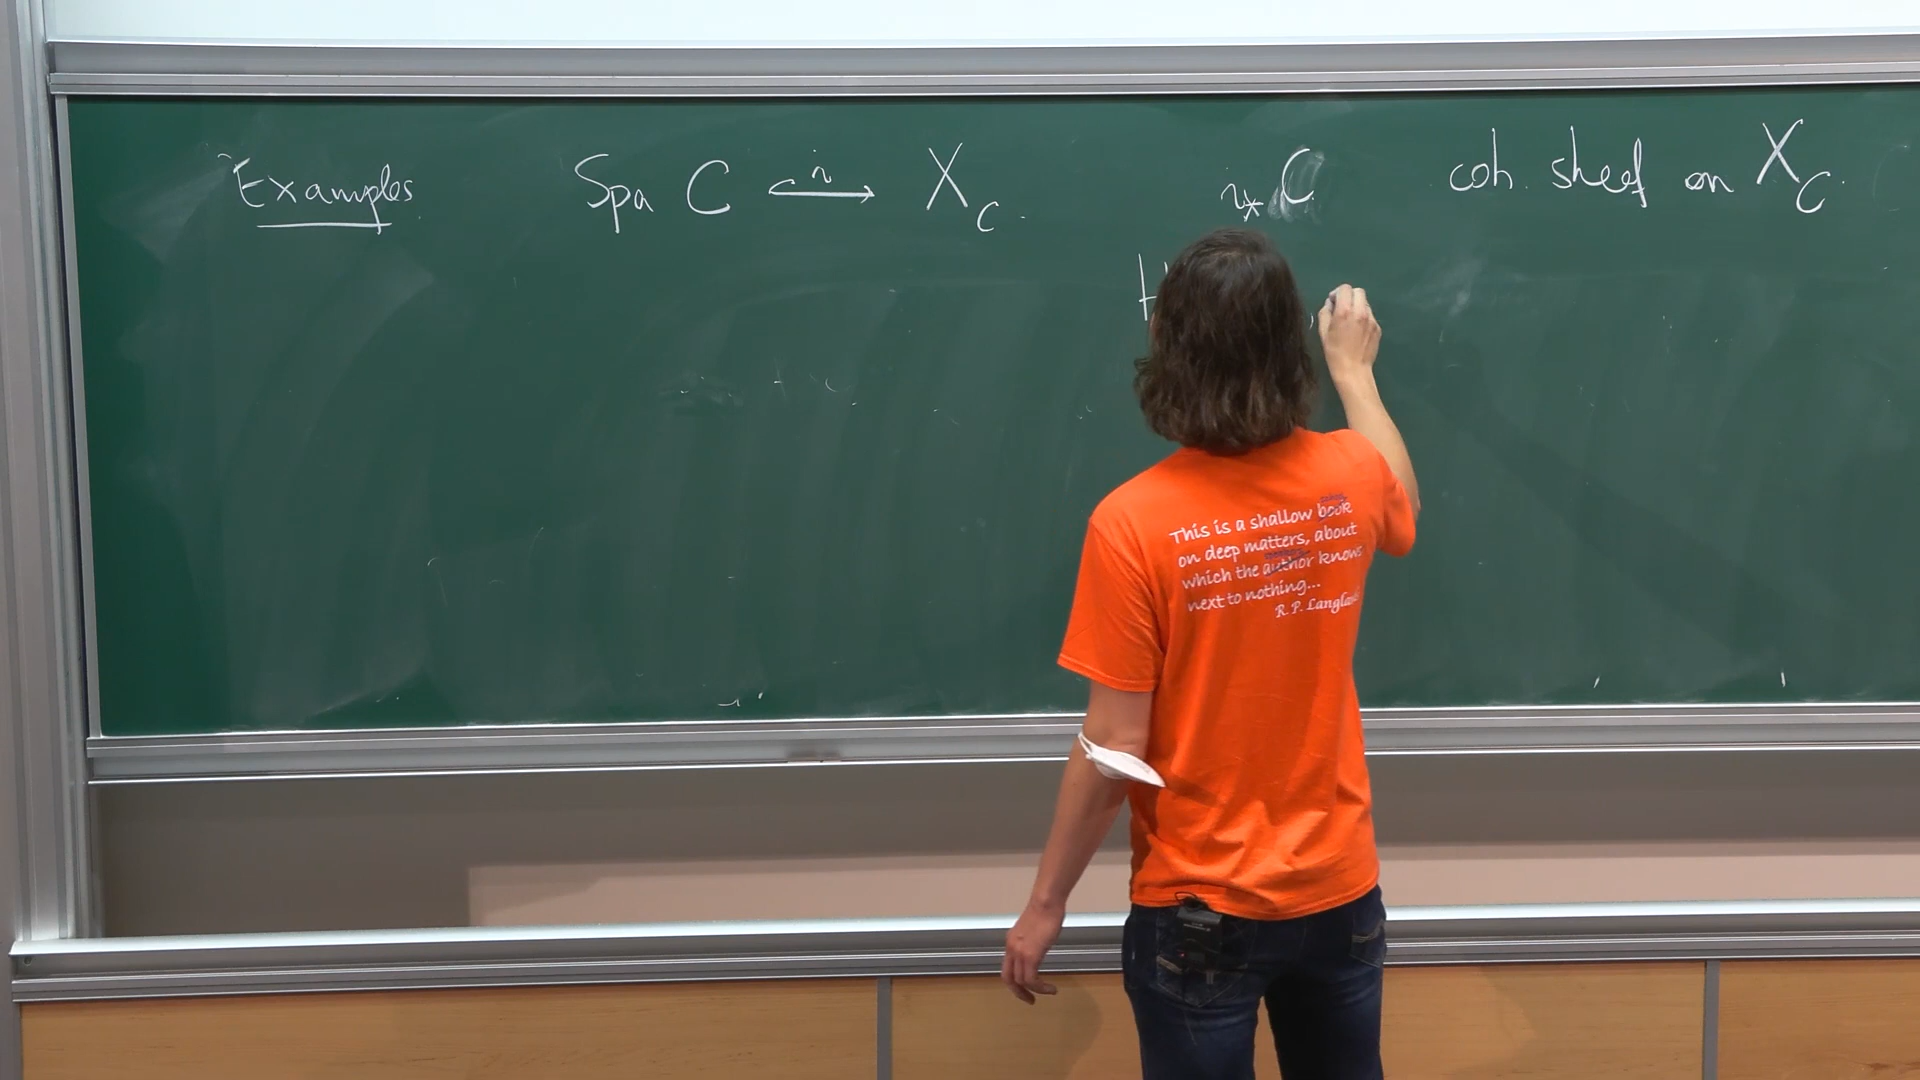 Examples Spa C ↪ i X_C. i_* C coh. sheaf on X_C.
H
This is a shallow book
on deep matters, about
which the author knows
next to nothing...
R. P.